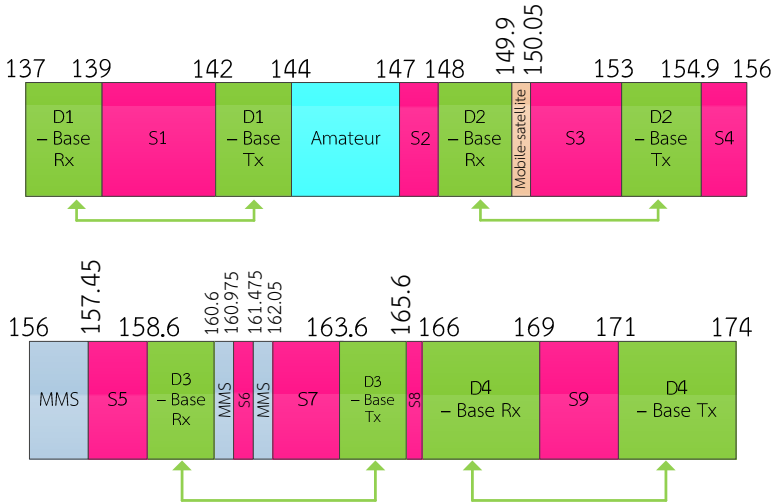 137 139 142 144 147 148 149.9 150.05 153 154.9 156
D1
– Base
Rx
S1
D1
– Base
Tx
Amateur
S2
D2
– Base
Rx
Mobile-satellite
S3
D2
– Base
Tx
S4
156 157.45 158.6 160.6 160.975 161.475 162.05 163.6 165.6 166 169 171 174
MMS
S5
D3
– Base
Rx
MMS
S6
MMS
S7
D3
– Base
Tx
S8
D4
– Base Rx
S9
D4
– Base Tx